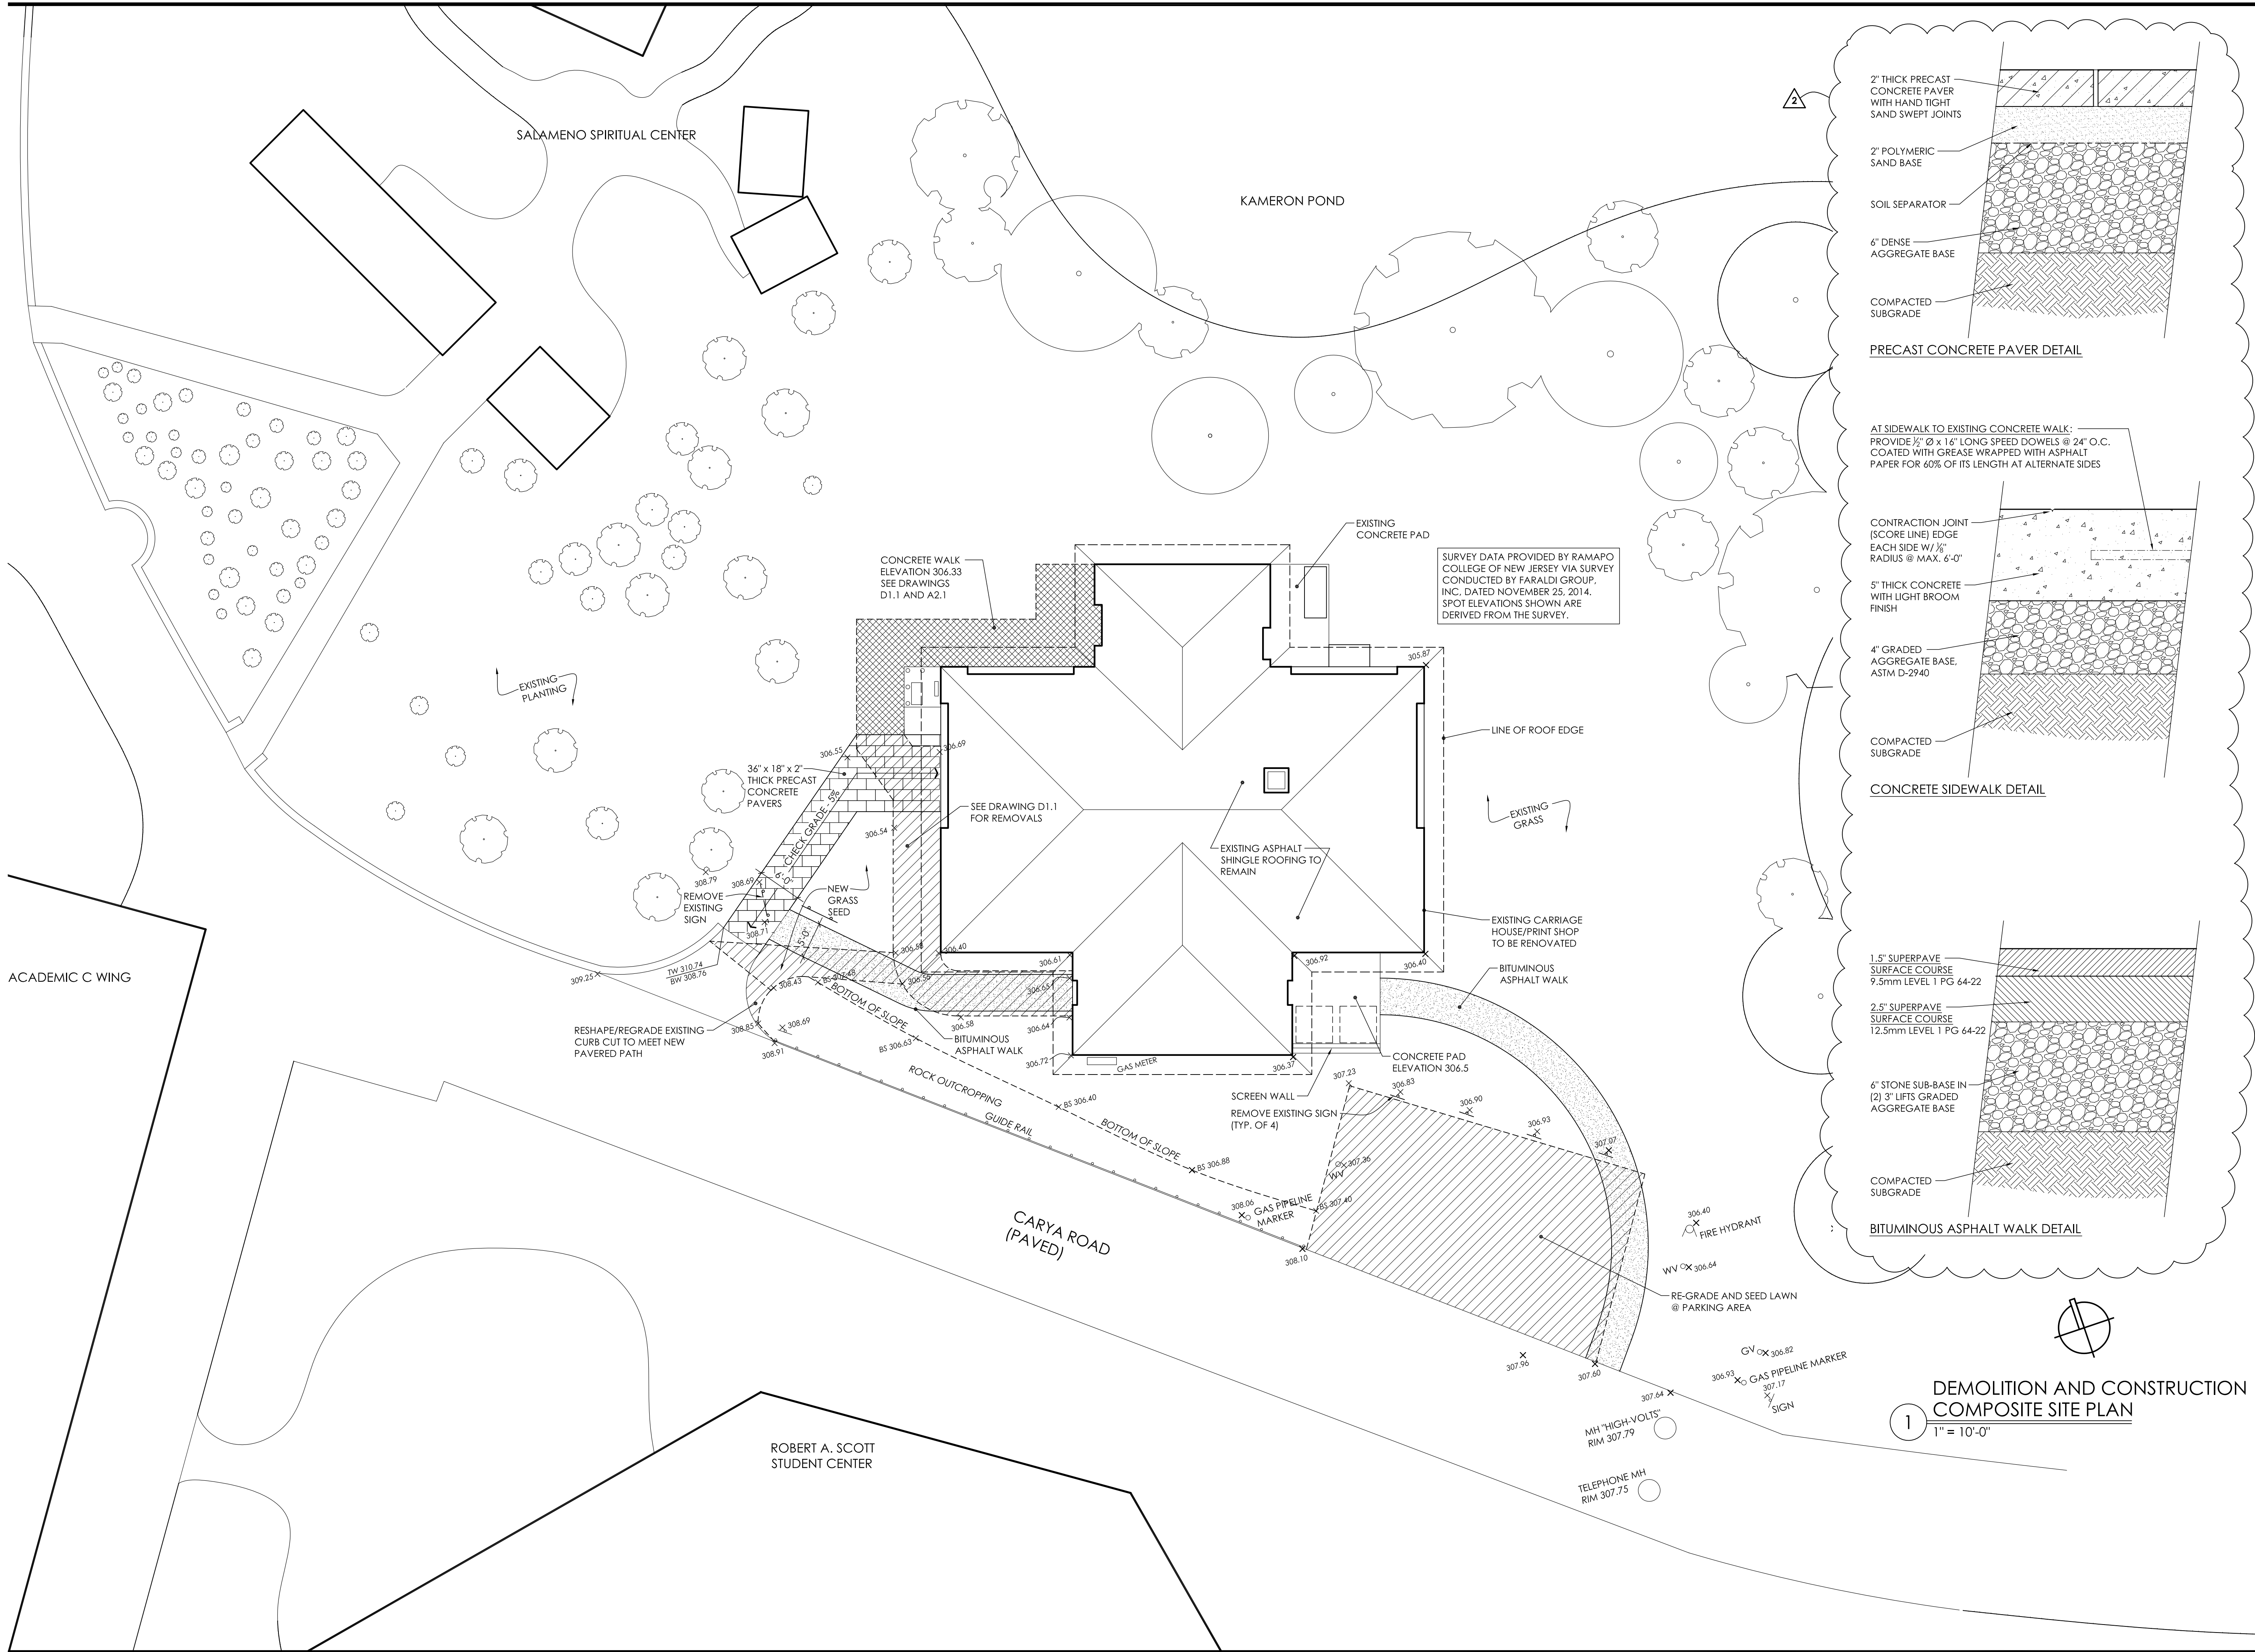 SALAMENO SPIRITUAL CENTER
KAMERON POND
CONCRETE WALK
ELEVATION 306.33
SEE DRAWINGS
D1.1 AND A2.1
EXISTING
CONCRETE PAD
SURVEY DATA PROVIDED BY RAMAPO
COLLEGE OF NEW JERSEY VIA SURVEY
CONDUCTED BY FARALDI GROUP,
INC, DATED NOVEMBER 25, 2014.
SPOT ELEVATIONS SHOWN ARE
DERIVED FROM THE SURVEY.
305.87
EXISTING
PLANTING
LINE OF ROOF EDGE
306.55
306.69
36" x 18" x 2"
THICK PRECAST
CONCRETE
PAVERS
CHECK GRADE - 5%
SEE DRAWING D1.1
FOR REMOVALS
306.54
EXISTING
GRASS
EXISTING ASPHALT
SHINGLE ROOFING TO
REMAIN
308.79
308.69
6'-0"
REMOVE
EXISTING
SIGN
NEW
GRASS
SEED
308.71
5'-0"
EXISTING CARRIAGE
HOUSE/PRINT SHOP
TO BE RENOVATED
306.58
306.40
306.61
306.92
306.40
ACADEMIC C WING
309.25
TW 310.74
BW 308.76
308.43
BS 307.48
306.56
306.65
BITUMINOUS
ASPHALT WALK
BOTTOM OF SLOPE
RESHAPE/REGRADE EXISTING
CURB CUT TO MEET NEW
PAVERED PATH
308.85
308.69
308.91
BS 306.63
306.58
306.64
BITUMINOUS
ASPHALT WALK
306.72
GAS METER
306.37
CONCRETE PAD
ELEVATION 306.5
ROCK OUTCROPPING
GUIDE RAIL
BS 306.40
BOTTOM OF SLOPE
SCREEN WALL
REMOVE EXISTING SIGN
(TYP. OF 4)
307.23
306.83
306.90
306.93
307.07
BS 306.88
307.36
WV
BS 307.40
308.06
GAS PIPELINE
MARKER
308.10
CARYA ROAD
(PAVED)
306.40
FIRE HYDRANT
WV
306.64
RE-GRADE AND SEED LAWN
@ PARKING AREA
307.96
307.60
307.64
GV
306.82
306.93
GAS PIPELINE MARKER
307.17
SIGN
MH "HIGH-VOLTS"
RIM 307.79
TELEPHONE MH
RIM 307.75
ROBERT A. SCOTT
STUDENT CENTER
2
2" THICK PRECAST
CONCRETE PAVER
WITH HAND TIGHT
SAND SWEPT JOINTS
2" POLYMERIC
SAND BASE
SOIL SEPARATOR
6" DENSE
AGGREGATE BASE
COMPACTED
SUBGRADE
PRECAST CONCRETE PAVER DETAIL
AT SIDEWALK TO EXISTING CONCRETE WALK:
PROVIDE ½" Ø x 16" LONG SPEED DOWELS @ 24" O.C.
COATED WITH GREASE WRAPPED WITH ASPHALT
PAPER FOR 60% OF ITS LENGTH AT ALTERNATE SIDES
CONTRACTION JOINT
(SCORE LINE) EDGE
EACH SIDE W/ ⅛"
RADIUS @ MAX. 6'-0"
5" THICK CONCRETE
WITH LIGHT BROOM
FINISH
4" GRADED
AGGREGATE BASE,
ASTM D-2940
COMPACTED
SUBGRADE
CONCRETE SIDEWALK DETAIL
1.5" SUPERPAVE
SURFACE COURSE
9.5mm LEVEL 1 PG 64-22
2.5" SUPERPAVE
SURFACE COURSE
12.5mm LEVEL 1 PG 64-22
6" STONE SUB-BASE IN
(2) 3" LIFTS GRADED
AGGREGATE BASE
COMPACTED
SUBGRADE
BITUMINOUS ASPHALT WALK DETAIL
1
DEMOLITION AND CONSTRUCTION
COMPOSITE SITE PLAN
1" = 10'-0"